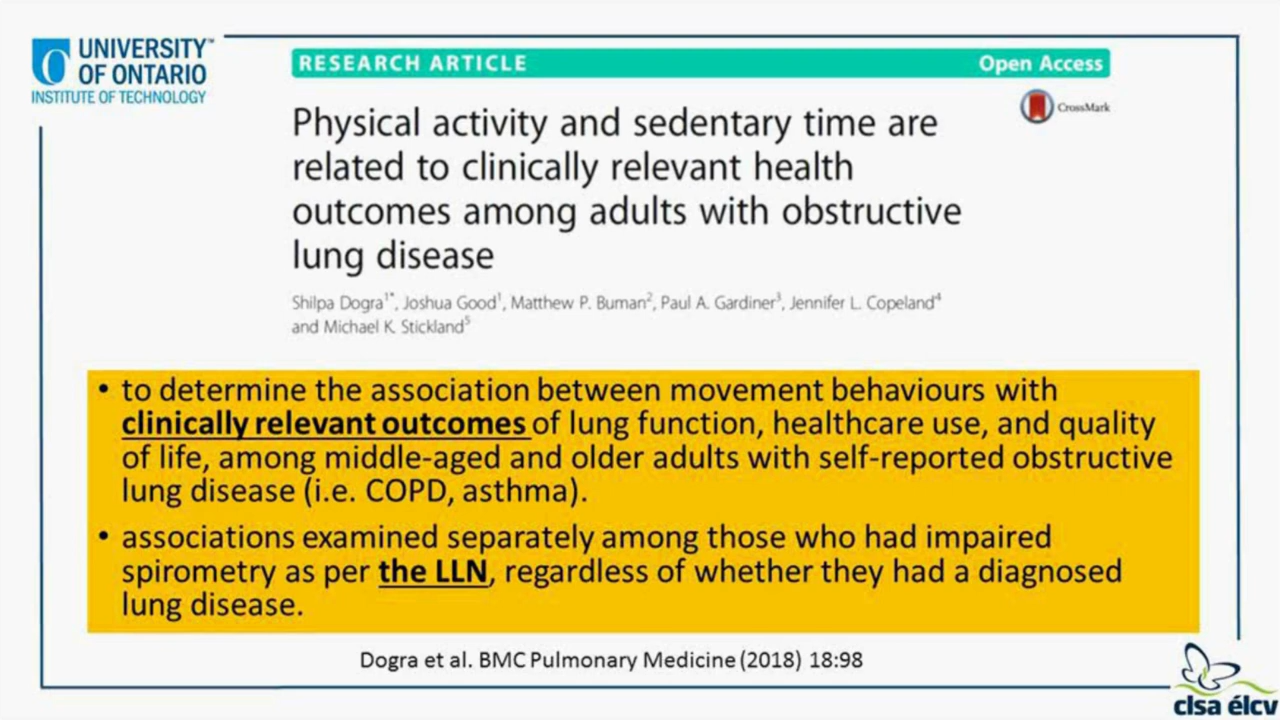 UNIVERSITY™
OF ONTARIO
INSTITUTE OF TECHNOLOGY
RESEARCH ARTICLE
Open Access
CrossMark
Physical activity and sedentary time are
related to clinically relevant health
outcomes among adults with obstructive
lung disease
Shilpa Dogra1*, Joshua Good1, Matthew P. Buman2, Paul A. Gardiner3, Jennifer L. Copeland4
and Michael K. Stickland5
• to determine the association between movement behaviours with
clinically relevant outcomes of lung function, healthcare use, and quality
of life, among middle-aged and older adults with self-reported obstructive
lung disease (i.e. COPD, asthma).
• associations examined separately among those who had impaired
spirometry as per the LLN, regardless of whether they had a diagnosed
lung disease.
Dogra et al. BMC Pulmonary Medicine (2018) 18:98
clsa élcv